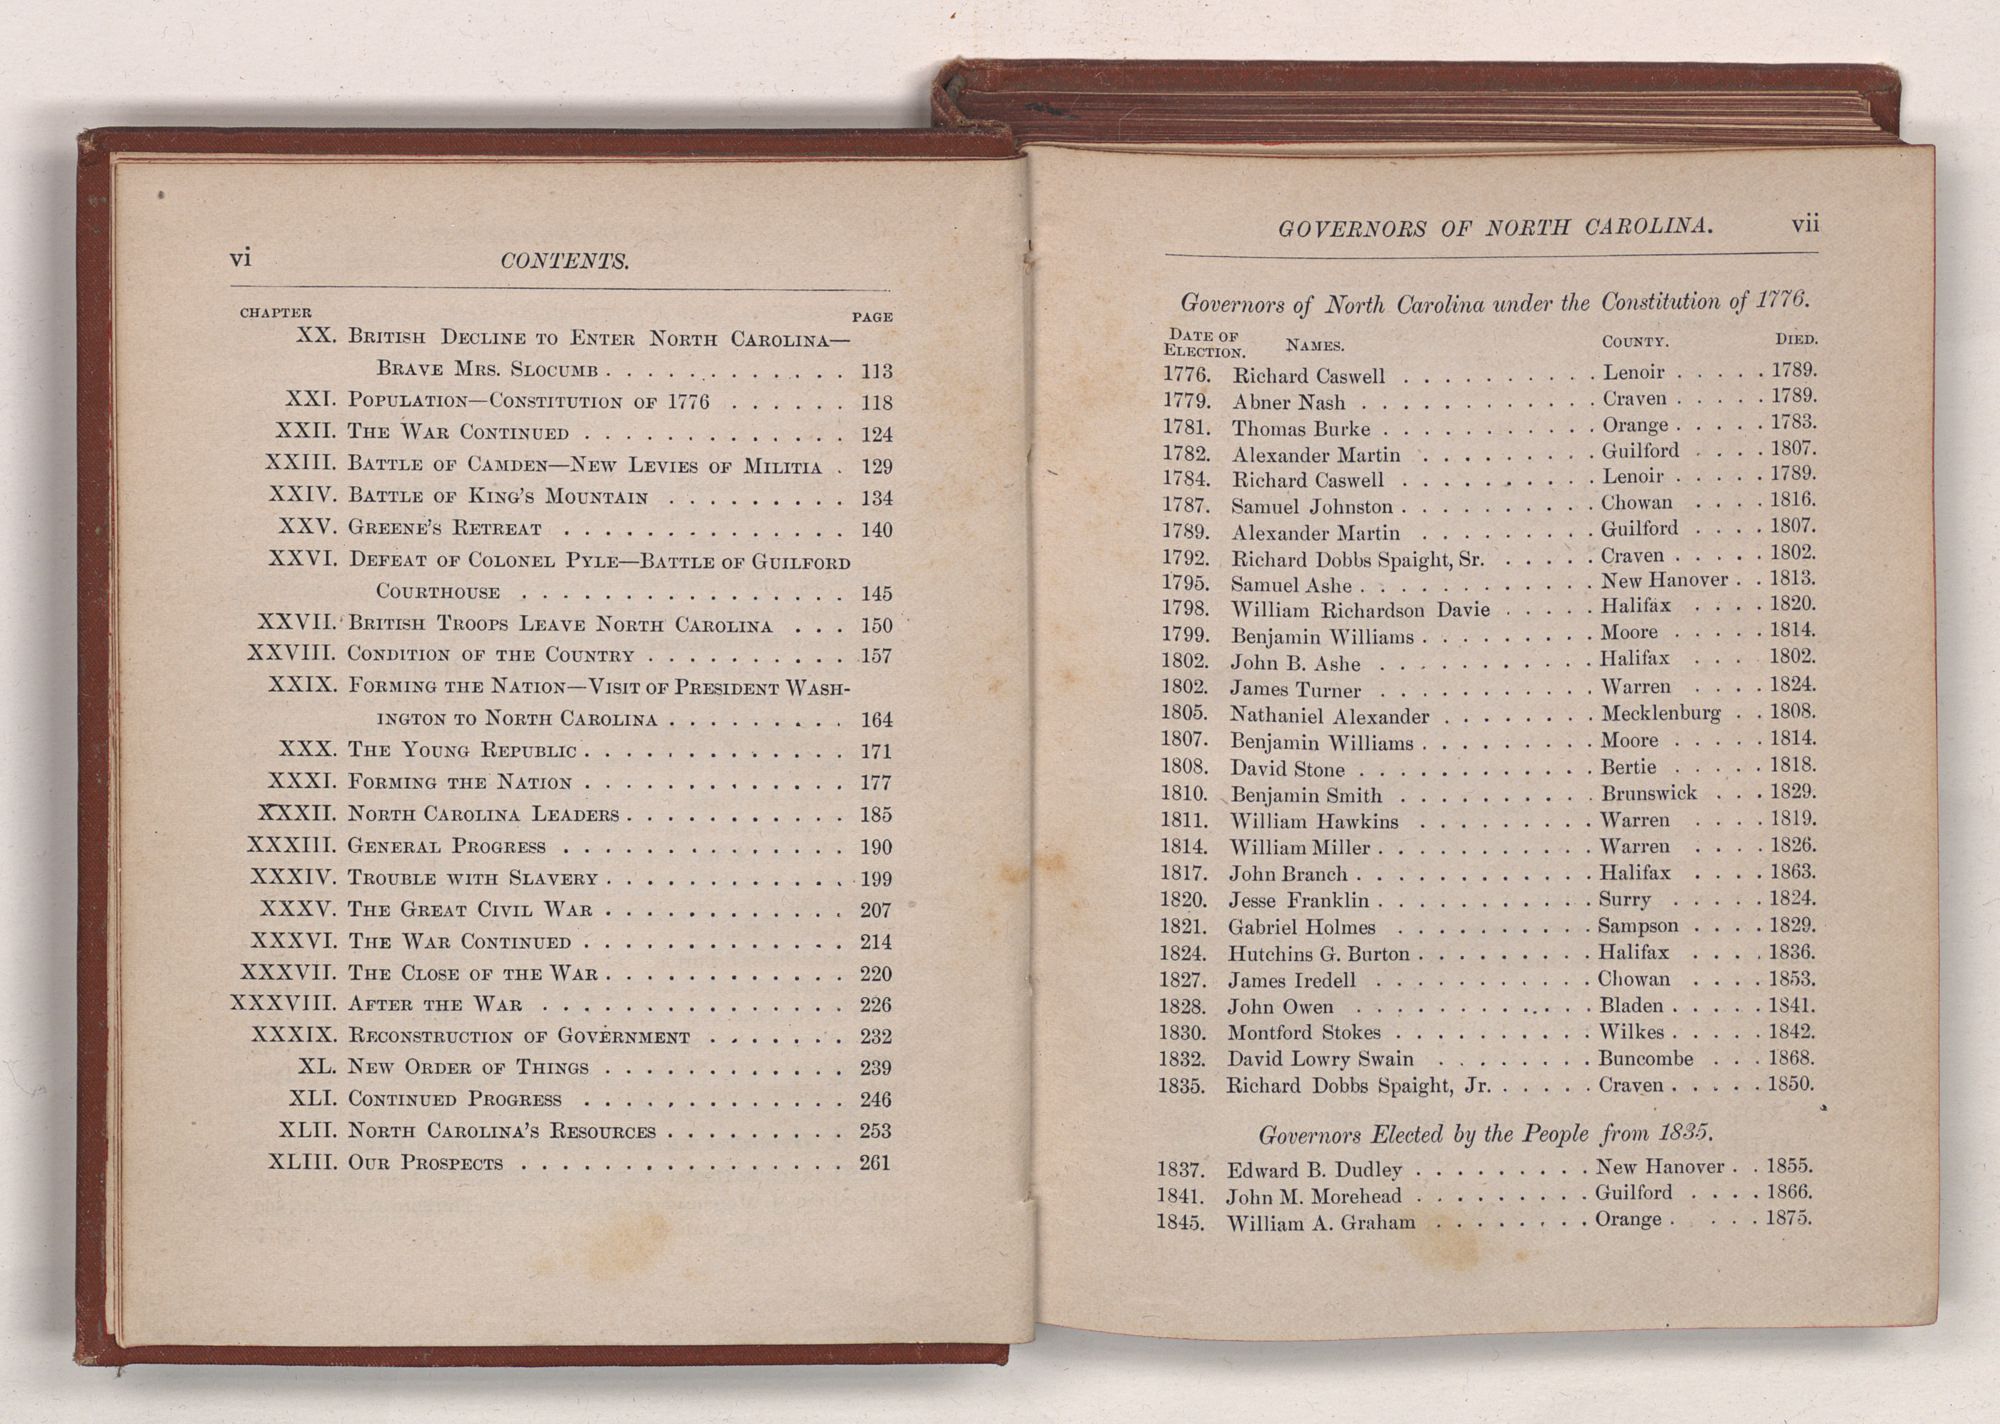 vi
CONTENTS.
CHAPTER PAGE
XX. BRITISH DECLINE TO ENTER NORTH CAROLINA—
BRAVE MRS. SLOCUMB . . . . . . . . . . . . 113
XXI. POPULATION—CONSTITUTION OF 1776 . . . . . . 118
XXII. THE WAR CONTINUED . . . . . . . . . . . . . 124
XXIII. BATTLE OF CAMDEN—NEW LEVIES OF MILITIA . 129
XXIV. BATTLE OF KING'S MOUNTAIN . . . . . . . . . 134
XXV. GREENE'S RETREAT . . . . . . . . . . . . . . 140
XXVI. DEFEAT OF COLONEL PYLE—BATTLE OF GUILFORD
COURTHOUSE . . . . . . . . . . . . . . . . 145
XXVII. BRITISH TROOPS LEAVE NORTH CAROLINA . . . 150
XXVIII. CONDITION OF THE COUNTRY . . . . . . . . . . 157
XXIX. FORMING THE NATION—VISIT OF PRESIDENT WASH-
INGTON TO NORTH CAROLINA . . . . . . . . . 164
XXX. THE YOUNG REPUBLIC . . . . . . . . . . . . . 171
XXXI. FORMING THE NATION . . . . . . . . . . . . . 177
XXXII. NORTH CAROLINA LEADERS . . . . . . . . . . . 185
XXXIII. GENERAL PROGRESS . . . . . . . . . . . . . . 190
XXXIV. TROUBLE WITH SLAVERY . . . . . . . . . . . . 199
XXXV. THE GREAT CIVIL WAR . . . . . . . . . . . . 207
XXXVI. THE WAR CONTINUED . . . . . . . . . . . . . 214
XXXVII. THE CLOSE OF THE WAR . . . . . . . . . . . . 220
XXXVIII. AFTER THE WAR . . . . . . . . . . . . . . . 226
XXXIX. RECONSTRUCTION OF GOVERNMENT . . . . . . . 232
XL. NEW ORDER OF THINGS . . . . . . . . . . . . 239
XLI. CONTINUED PROGRESS . . . . . . . . . . . . . 246
XLII. NORTH CAROLINA'S RESOURCES . . . . . . . . . 253
XLIII. OUR PROSPECTS . . . . . . . . . . . . . . . . 261
GOVERNORS OF NORTH CAROLINA. vii
Governors of North Carolina under the Constitution of 1776.
DATE OF ELECTION. NAMES. COUNTY. DIED.
1776. Richard Caswell . . . . . . . . . . Lenoir . . . . . 1789.
1779. Abner Nash . . . . . . . . . . . . Craven . . . . . 1789.
1781. Thomas Burke . . . . . . . . . . . Orange . . . . . 1783.
1782. Alexander Martin . . . . . . . . . Guilford . . . . 1807.
1784. Richard Caswell . . . . . . . . . . Lenoir . . . . . 1789.
1787. Samuel Johnston . . . . . . . . . . Chowan . . . . 1816.
1789. Alexander Martin . . . . . . . . . Guilford . . . . 1807.
1792. Richard Dobbs Spaight, Sr. . . . . . Craven . . . . . 1802.
1795. Samuel Ashe . . . . . . . . . . . . New Hanover . . 1813.
1798. William Richardson Davie . . . . . Halifax . . . . 1820.
1799. Benjamin Williams . . . . . . . . . Moore . . . . . 1814.
1802. John B. Ashe . . . . . . . . . . . Halifax . . . . 1802.
1802. James Turner . . . . . . . . . . . Warren . . . . 1824.
1805. Nathaniel Alexander . . . . . . . . Mecklenburg . . 1808.
1807. Benjamin Williams . . . . . . . . . Moore . . . . . 1814.
1808. David Stone . . . . . . . . . . . . Bertie . . . . . 1818.
1810. Benjamin Smith . . . . . . . . . . Brunswick . . . 1829.
1811. William Hawkins . . . . . . . . . Warren . . . . 1819.
1814. William Miller . . . . . . . . . . . Warren . . . . 1826.
1817. John Branch . . . . . . . . . . . . Halifax . . . . 1863.
1820. Jesse Franklin . . . . . . . . . . . Surry . . . . . 1824.
1821. Gabriel Holmes . . . . . . . . . . Sampson . . . . 1829.
1824. Hutchins G. Burton . . . . . . . . . Halifax . . . . 1836.
1827. James Iredell . . . . . . . . . . . Chowan . . . . 1853.
1828. John Owen . . . . . . . . . . . . Bladen . . . . . 1841.
1830. Montford Stokes . . . . . . . . . . Wilkes . . . . . 1842.
1832. David Lowry Swain . . . . . . . . Buncombe . . . 1868.
1835. Richard Dobbs Spaight, Jr. . . . . . Craven . . . . . 1850.
Governors Elected by the People from 1835.
1837. Edward B. Dudley . . . . . . . . . New Hanover . . 1855.
1841. John M. Morehead . . . . . . . . . Guilford . . . . 1866.
1845. William A. Graham . . . . . . . . Orange . . . . . 1875.